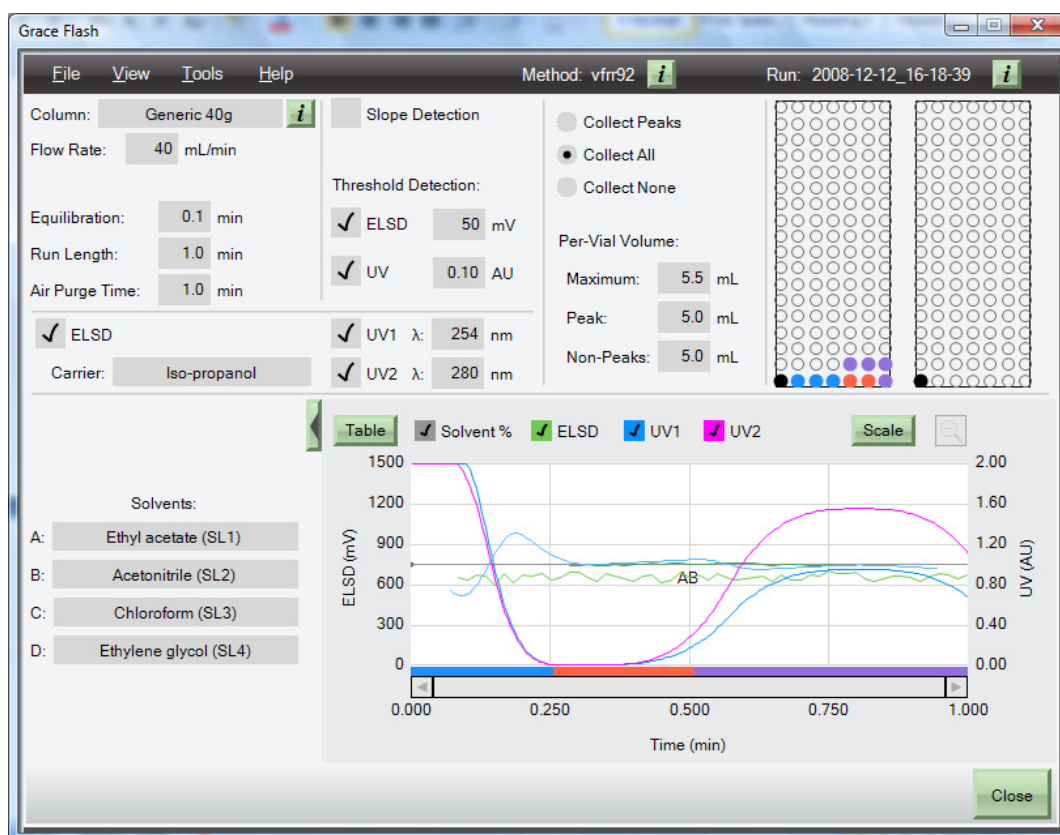 Grace Flash
File View Tools Help Method: vfrr92 i Run: 2008-12-12_16-18-39 i
Column: Generic 40g i
Flow Rate: 40 mL/min
Equilibration: 0.1 min
Run Length: 1.0 min
Air Purge Time: 1.0 min
Slope Detection
Threshold Detection:
ELSD 50 mV
UV 0.10 AU
Collect Peaks
Collect All
Collect None
Per-Vial Volume:
Maximum: 5.5 mL
Peak: 5.0 mL
Non-Peaks: 5.0 mL
ELSD
Carrier: Iso-propanol
UV1 λ: 254 nm
UV2 λ: 280 nm
Solvents:
A: Ethyl acetate (SL1)
B: Acetonitrile (SL2)
C: Chloroform (SL3)
D: Ethylene glycol (SL4)
Table Solvent % ELSD UV1 UV2 Scale
1500 2.00
1200 1.60
900 1.20
600 0.80
300 0.40
0 0.00
ELSD (mV)
AB
UV (AU)
0.000 0.250 0.500 0.750 1.000
Time (min)
Close